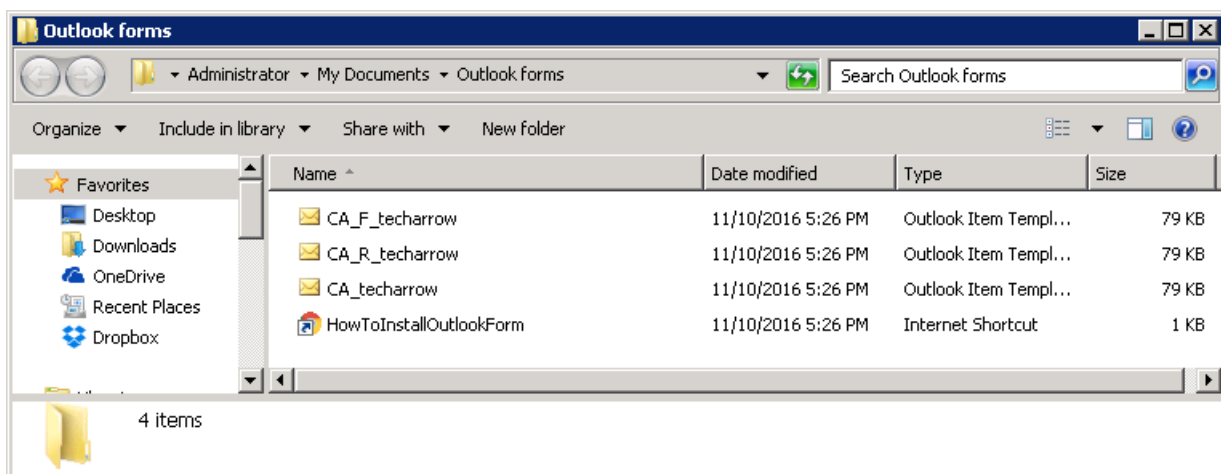 Outlook forms
Administrator My Documents Outlook forms Search Outlook forms
Organize Include in library Share with New folder
Name Date modified Type Size
Favorites
Desktop
Downloads
OneDrive
Recent Places
Dropbox
CA_F_techarrow 11/10/2016 5:26 PM Outlook Item Templ... 79 KB
CA_R_techarrow 11/10/2016 5:26 PM Outlook Item Templ... 79 KB
CA_techarrow 11/10/2016 5:26 PM Outlook Item Templ... 79 KB
HowToInstallOutlookForm 11/10/2016 5:26 PM Internet Shortcut 1 KB
4 items